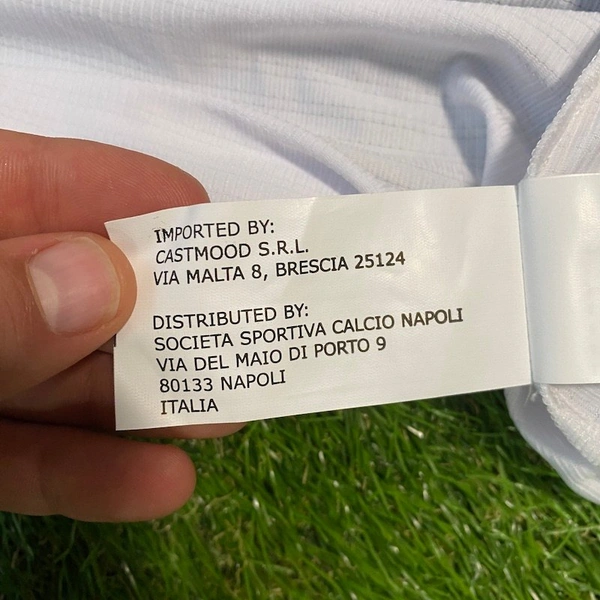 IMPORTED BY:
CASTMOOD S.R.L.
VIA MALTA 8, BRESCIA 25124
DISTRIBUTED BY:
SOCIETA SPORTIVA CALCIO NAPOLI
VIA DEL MAIO DI PORTO 9
80133 NAPOLI
ITALIA